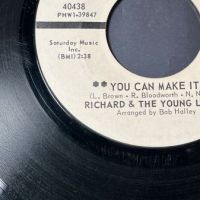 40438
PHW1-39847
Saturday Music
Inc.
(BMI) 2:38
** YOU CAN MAKE IT
(L. Brown - R. Bloodworth - N.
RICHARD & THE YOUNG L
Arranged by Bob Halley